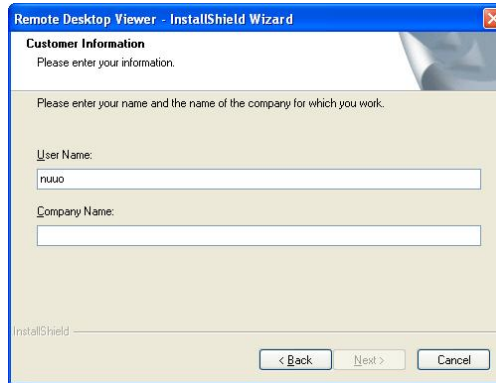 Remote Desktop Viewer - InstallShield Wizard
Customer Information
Please enter your information.
Please enter your name and the name of the company for which you work.
User Name:
nuuo
Company Name:
InstallShield
< Back
Next >
Cancel